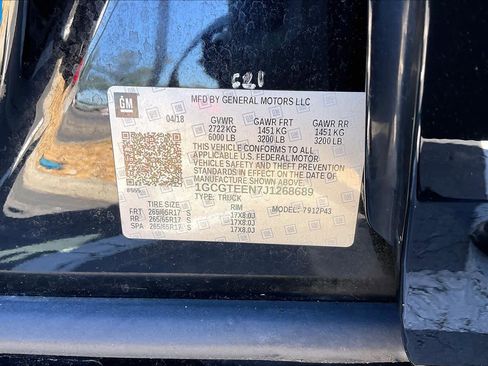 C21
GM
MFD BY GENERAL MOTORS LLC
04/18 GVWR GAWR FRT GAWR RR
2722 KG 1451 KG 1451 KG
6000 LB 3200 LB 3200 LB
THIS VEHICLE CONFORMS TO ALL
APPLICABLE U.S. FEDERAL MOTOR
VEHICLE SAFETY AND THEFT PREVENTION
STANDARDS IN EFFECT ON THE DATE OF
MANUFACTURE SHOWN ABOVE.
1GCGTEEN7J1268689
TYPE: TRUCK
TIRE SIZE RIM MODEL: 7912P43
FRT 265/65R17 S 17X8.0J
RR 265/65R17 S 17X8.0J
SPA 265/65R17 S 17X8.0J